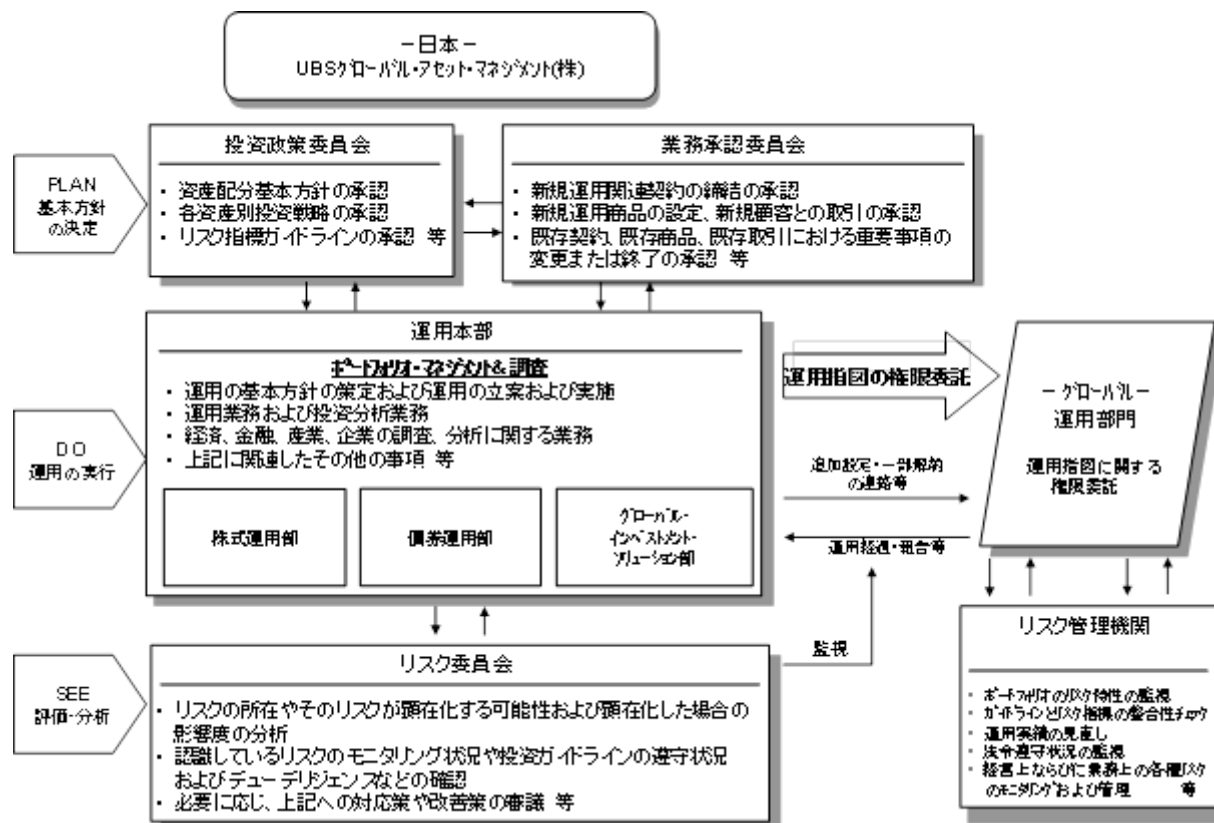 －日本－
UBSｸﾞﾛｰﾊﾞﾙ･ｱｾｯﾄ･ﾏﾈｼﾞﾒﾝﾄ(株)
PLAN
基本方針
の決定
投資政策委員会
・ 資産配分基本方針の承認
・ 各資産別投資戦略の承認
・ リスク指標ガイドラインの承認 等
業務承認委員会
・ 新規運用関連契約の締結の承認
・ 新規運用商品の設定、新規顧客との取引の承認
・ 既存契約、既存商品、既存取引における重要事項の
変更または終了の承認 等
DO
運用の実行
運用本部
ﾎﾟｰﾄﾌｫﾘｵ･ﾏﾈｼﾞﾒﾝﾄ&調査
・ 運用の基本方針の策定および運用の立案および実施
・ 運用業務および投資分析業務
・ 経済、金融、産業、企業の調査、分析に関する業務
・ 上記に関連したその他の事項 等
株式運用部
債券運用部
ｸﾞﾛｰﾊﾞﾙ･
ｲﾝﾍﾞｽﾄﾒﾝﾄ･
ｿﾘｭｰｼｮﾝ部
運用指図の権限委託
追加設定・一部解約
の連絡等
運用経過・報告等
監視
－ｸﾞﾛｰﾊﾞﾙ－
運用部門
運用指図に関する
権限委託
SEE
評価･分析
リスク委員会
・ リスクの所在やそのリスクが顕在化する可能性および顕在化した場合の
影響度の分析
・ 認識しているリスクのモニタリング状況や投資ガイドラインの遵守状況
およびデューデリジェンスなどの確認
・ 必要に応じ、上記への対応策や改善策の審議 等
リスク管理機関
・ ﾎﾟｰﾄﾌｫﾘｵのﾘｽｸ特性の監視
・ ｶﾞｲﾄﾞﾗｲﾝとﾘｽｸ指標の整合性ﾁｪｯｸ
・ 運用実績の見直し
・ 法令遵守状況の監視
・ 経営上ならびに業務上の各種ﾘｽｸ
のﾓﾆﾀﾘﾝｸﾞおよび管理 等